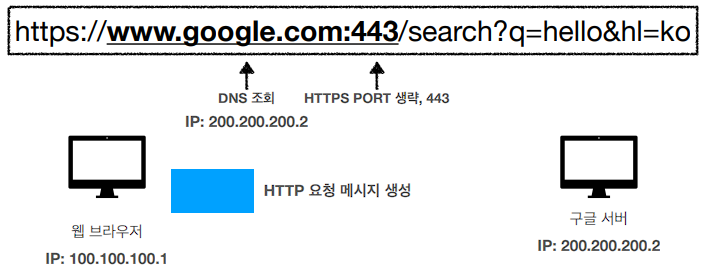 https://www.google.com:443/search?q=hello&hl=ko
DNS 조회
HTTPS PORT 생략, 443
IP: 200.200.200.2
HTTP 요청 메시지 생성
웹 브라우저
구글 서버
IP: 100.100.100.1
IP: 200.200.200.2